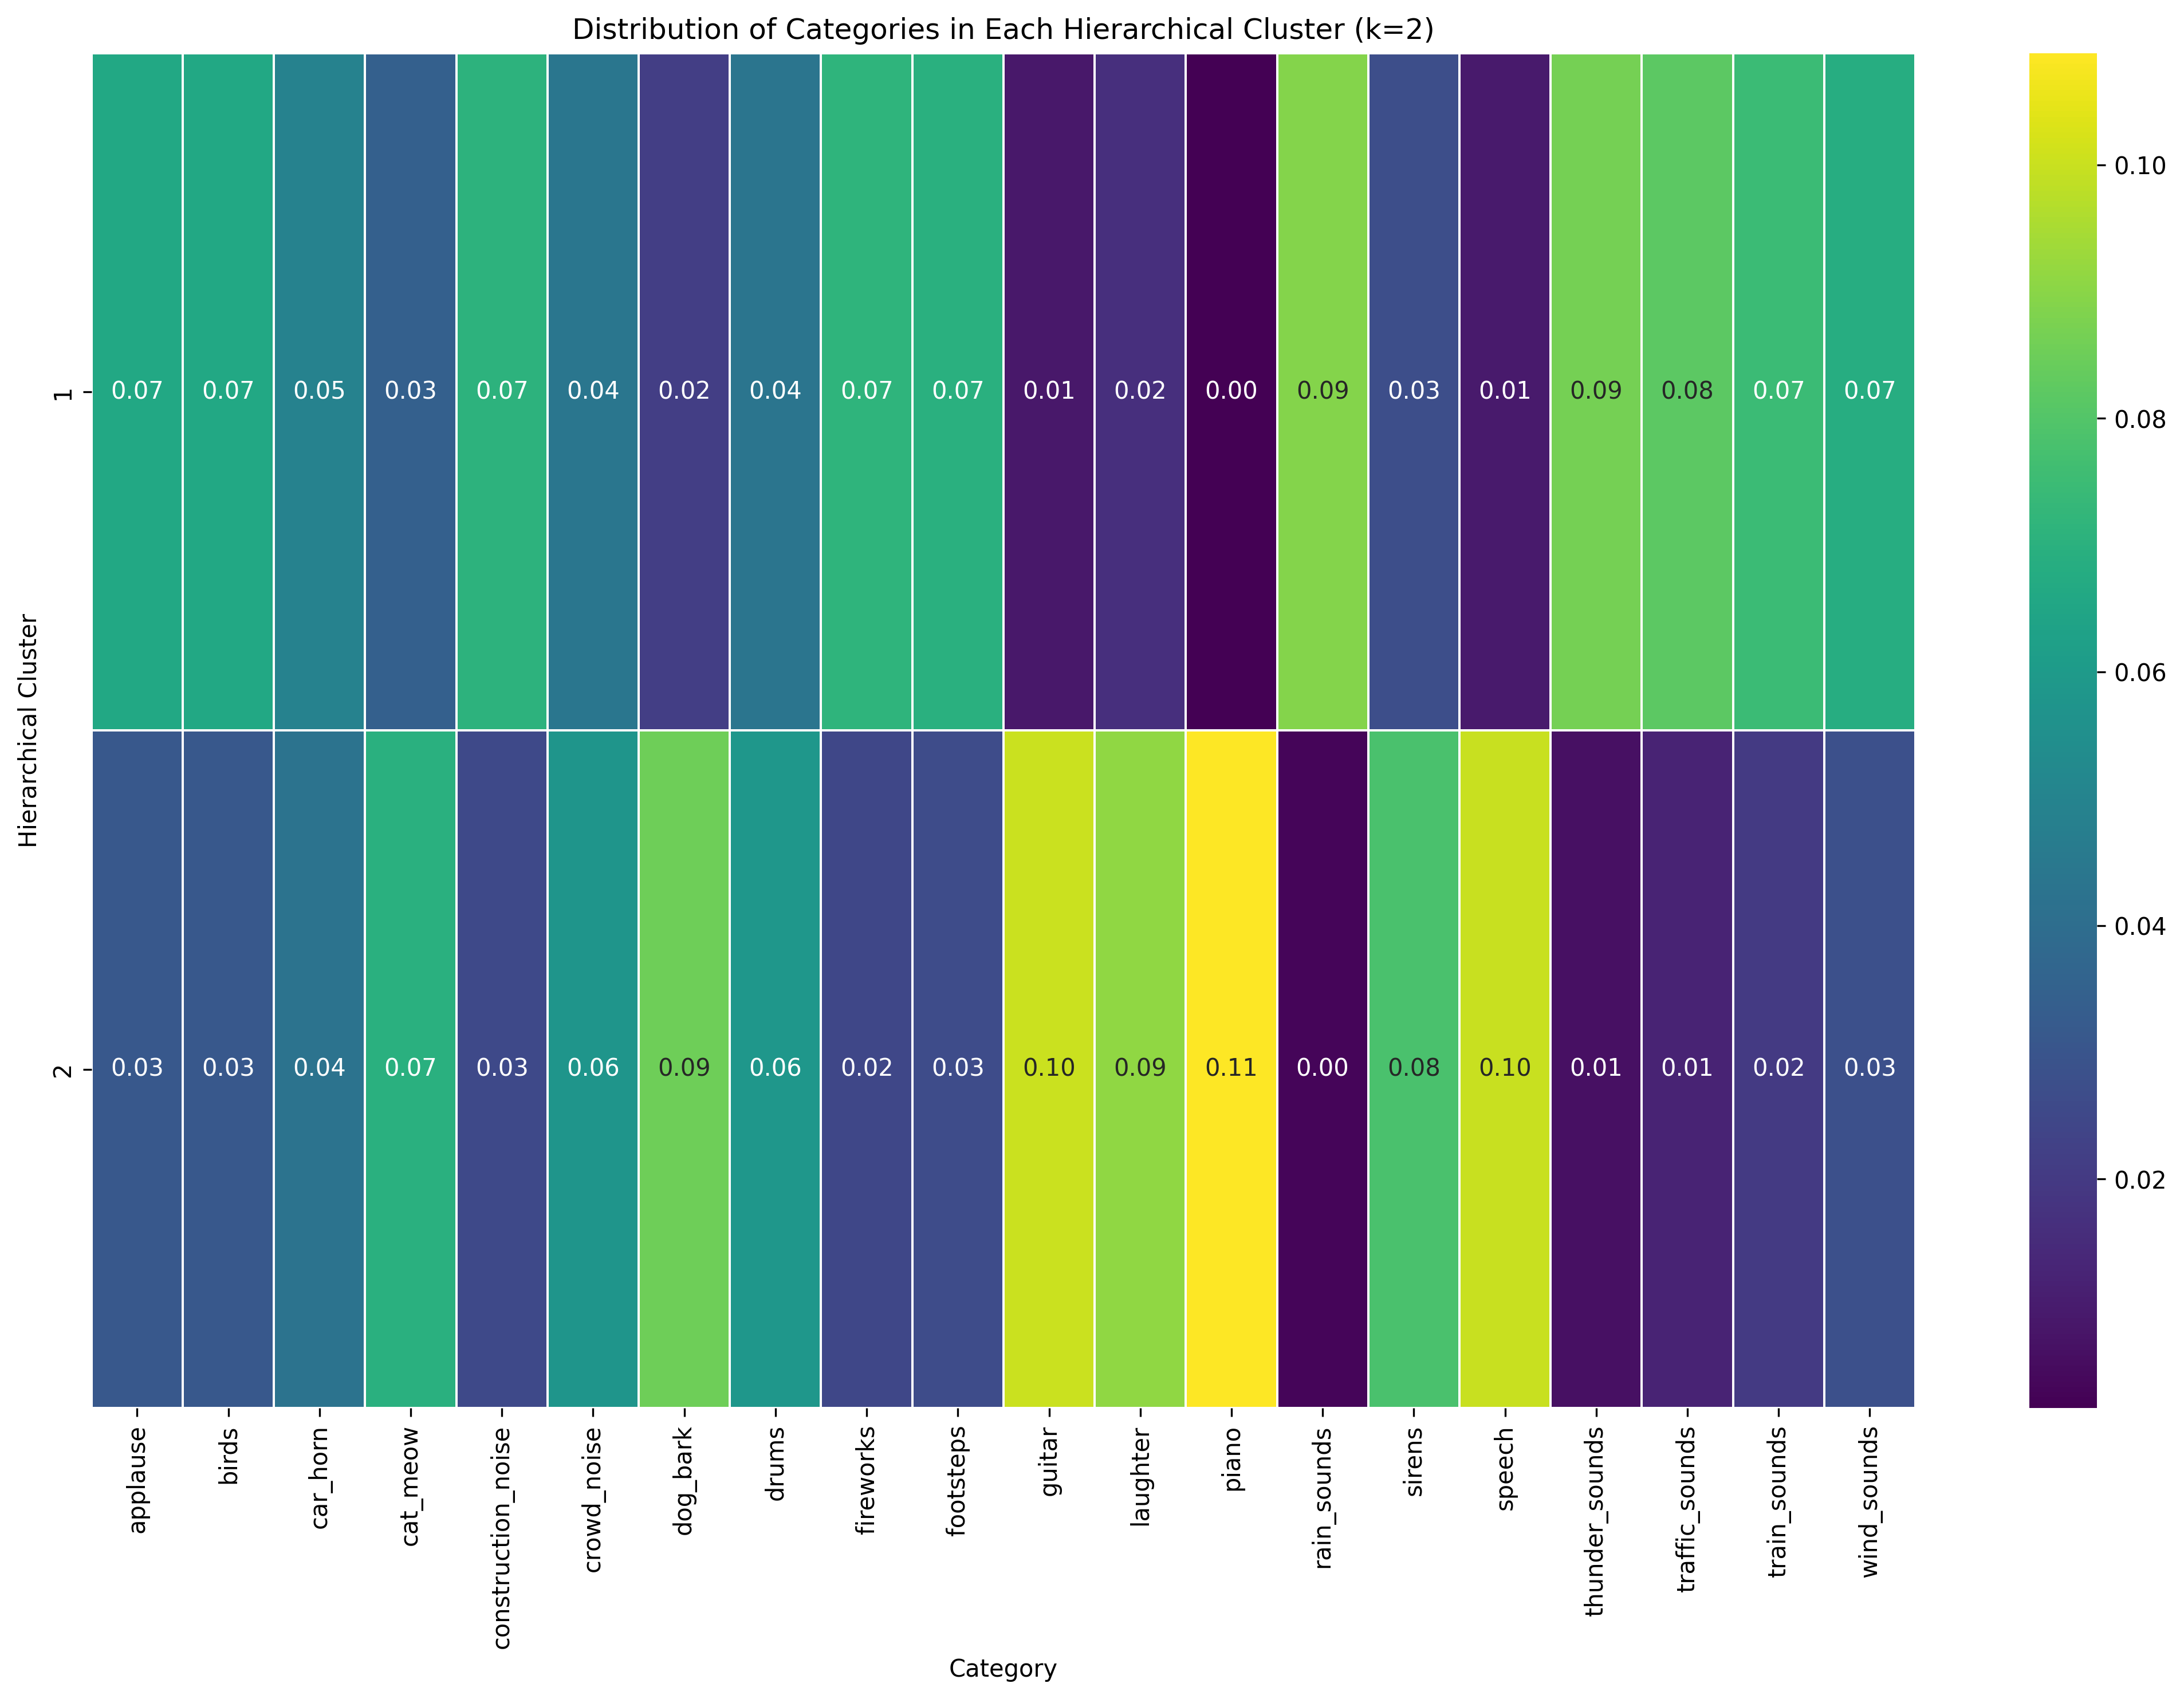 Distribution of Categories in Each Hierarchical Cluster (k=2)
Hierarchical Cluster
1
0.07 0.07 0.05 0.03 0.07 0.04 0.02 0.04 0.07 0.07 0.01 0.02 0.00 0.09 0.03 0.01 0.09 0.08 0.07 0.07
2
0.03 0.03 0.04 0.07 0.03 0.06 0.09 0.06 0.02 0.03 0.10 0.09 0.11 0.00 0.08 0.10 0.01 0.01 0.02 0.03
applause
birds
car_horn
cat_meow
construction_noise
crowd_noise
dog_bark
drums
fireworks
footsteps
guitar
laughter
piano
rain_sounds
sirens
speech
thunder_sounds
traffic_sounds
train_sounds
wind_sounds
Category
0.10
0.08
0.06
0.04
0.02